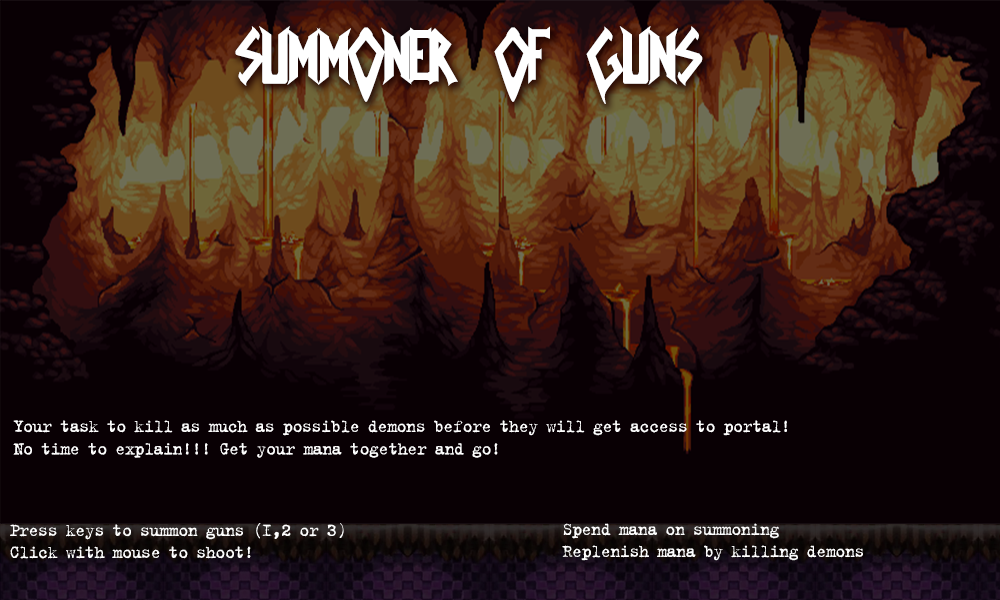 SUMMONER OF GUNS
Your task to kill as much as possible demons before they will get access to portal!
No time to explain!!! Get your mana together and go!
Press keys to summon guns (1,2 or 3)
Spend mana on summoning
Click with mouse to shoot!
Replenish mana by killing demons